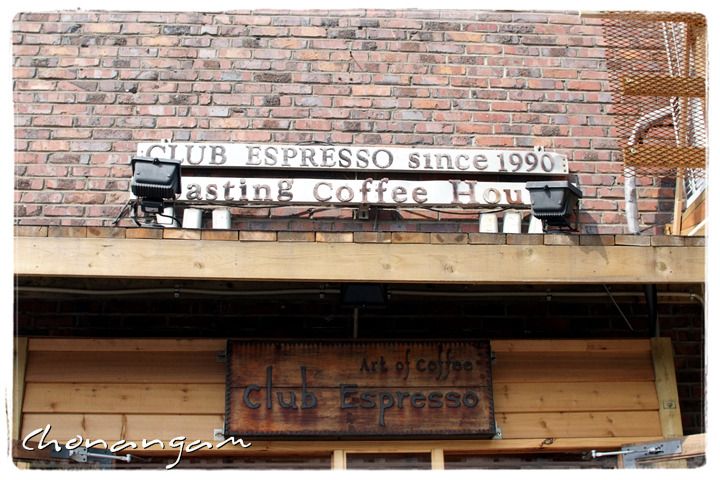 CLUB ESPRESSO since 1990
asting Coffee Hou
Art of Coffee
Club Espresso
Chonangam